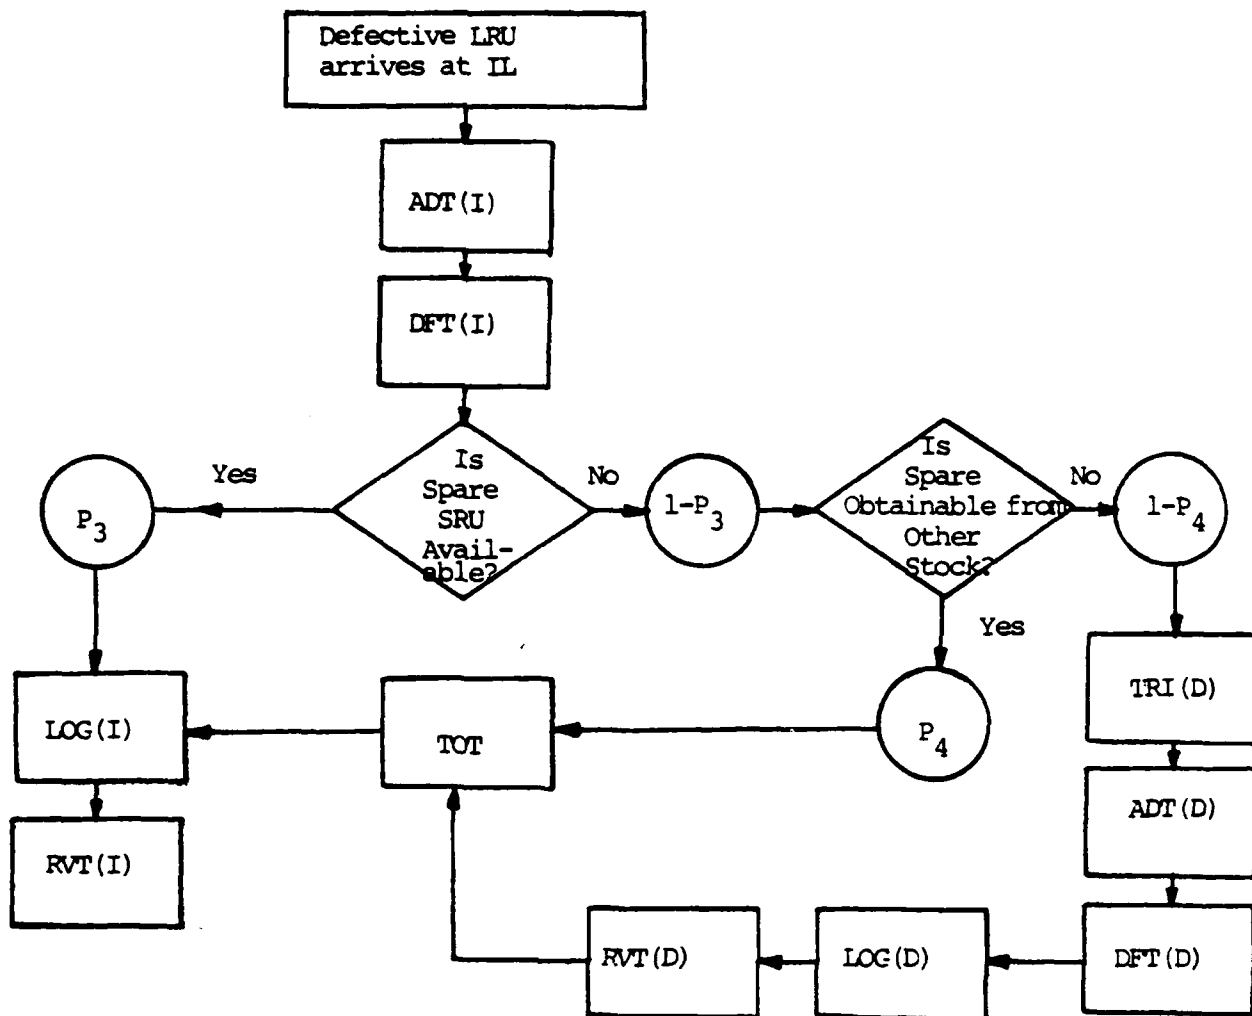 Defective LRU
arrives at IL
ADT(I)
DFT(I)
Is
Spare
SRU
Avail-
able?
Yes
No
P3
1-P3
Is
Spare
Obtainable from
Other
Stock?
No
Yes
1-P4
P4
TRI(D)
ADT(D)
DFT(D)
LOG(D)
RVT(D)
TOT
LOG(I)
RVT(I)